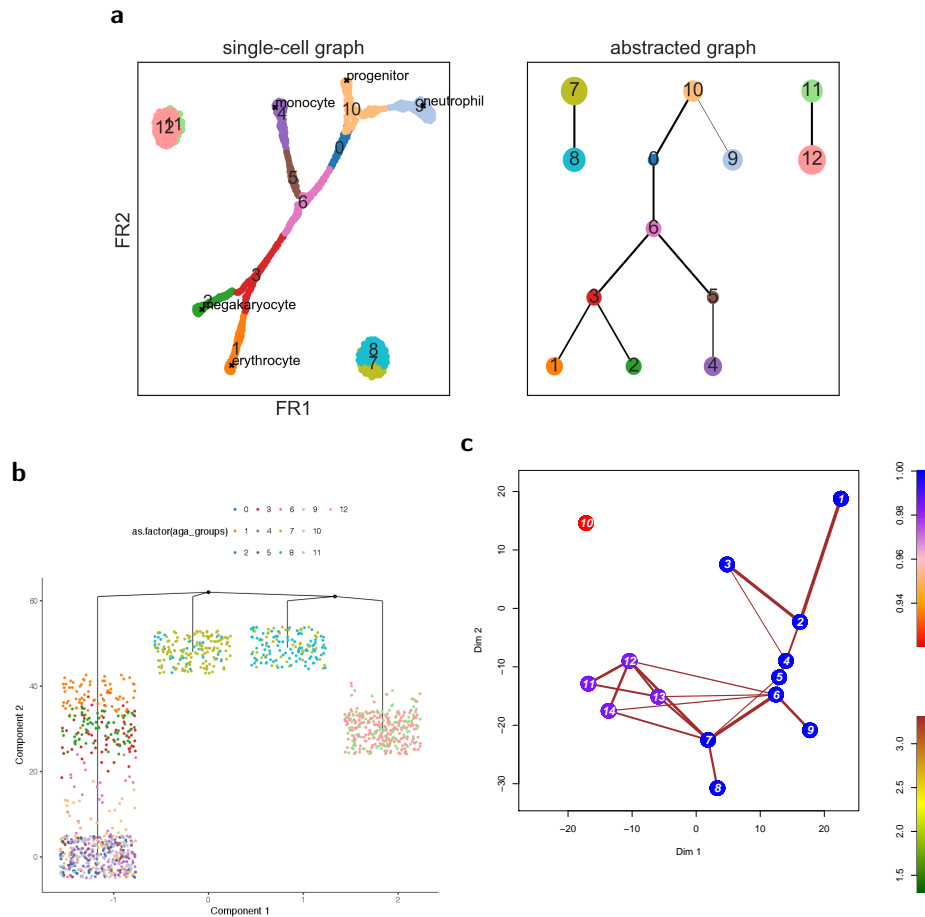 a
single-cell graph
abstracted graph
progenitor
monocyte
neutrophil
4
10
9
0
12
11
5
6
3
2
megakaryocyte
1
erythrocyte
8
7
FR2
FR1
7
10
11
8
0
9
12
6
3
5
1
2
4
b
as.factor(aga_groups)
0 3 6 9 12
1 4 7 10
2 5 8 11
60
40
20
0
Component 2
-1 0 1 2
Component 1
c
20
10
0
−10
−20
−30
Dim 2
−20 −10 0 10 20
Dim 1
1
10
3
2
4
12
5
11
13
6
14
7
9
8
1.00
0.98
0.96
0.94
3.0
2.5
2.0
1.5